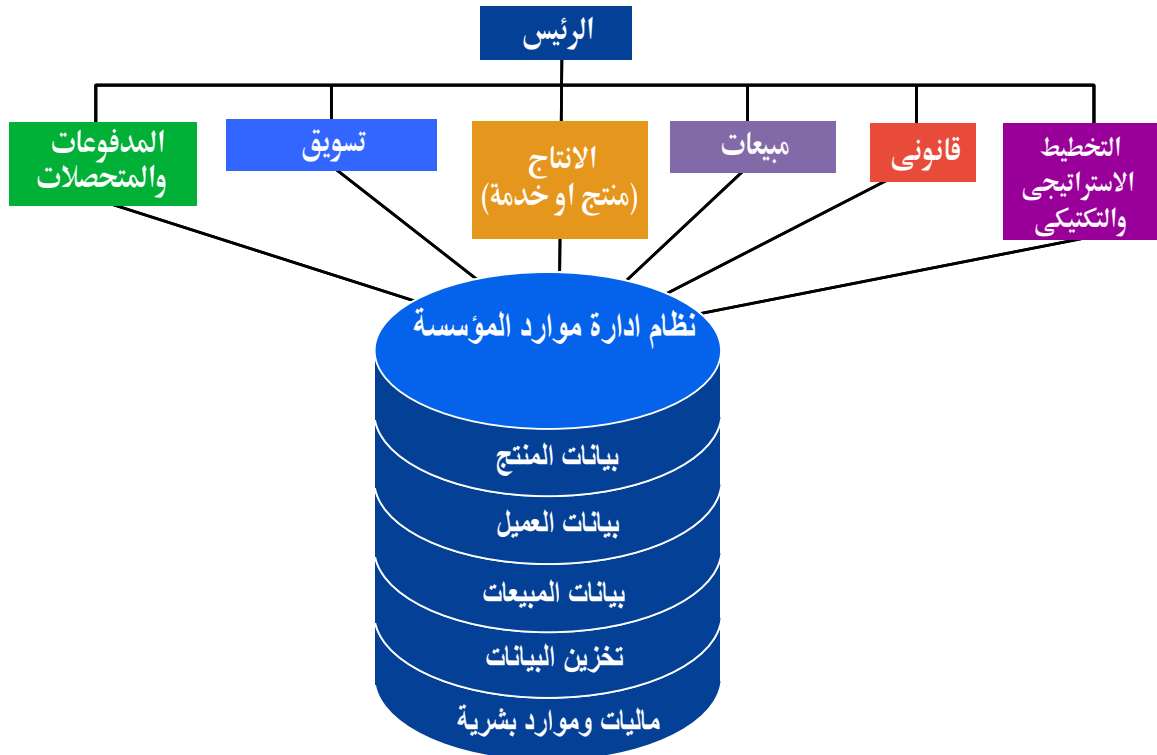 الرئيس
التخطيط
الاستراتيجى
والتكتيكى
قانونى
مبيعات
الانتاج
(منتج او خدمة)
تسويق
المدفوعات
والمتحصلات
نظام ادارة موارد المؤسسة
بيانات المنتج
بيانات العميل
بيانات المبيعات
تخزين البيانات
ماليات وموارد بشرية